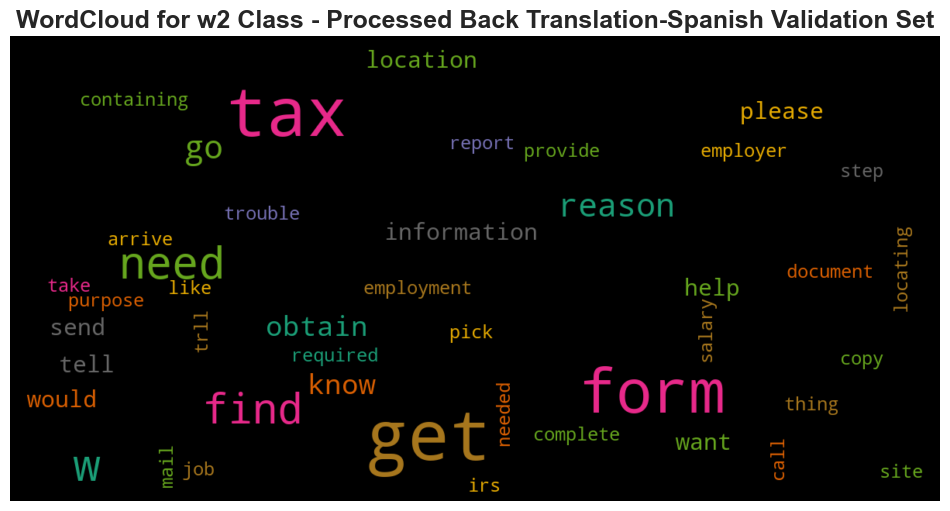 WordCloud for w2 Class - Processed Back Translation-Spanish Validation Set
location
containing
tax
please
go
report
provide
employer
step
trouble
reason
information
arrive
need
locating
document
take
like
employment
help
purpose
send
trll
obtain
pick
salary
required
tell
copy
know
would
find
form
thing
get
needed
complete
want
w
mail
job
call
site
irs